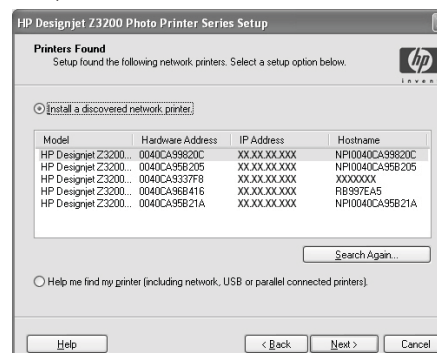 HP Designjet Z3200 Photo Printer Series Setup
Printers Found
Setup found the following network printers. Select a setup option below.
hp
invent
Install a discovered network printer.
Model Hardware Address IP Address Hostname
HP Designjet Z3200... 0040CA99820C XX.XX.XX.XXX NPI0040CA99820C
HP Designjet Z3200... 0040CA95B205 XX.XX.XX.XXX NPI0040CA95B205
HP Designjet Z3200... 0040CA9337F8 XX.XX.XX.XXX XXXXXXX
HP Designjet Z3200... 0040CA96B416 XX.XX.XX.XXX RB997EA5
HP Designjet Z3200... 0040CA95B21A XX.XX.XX.XXX NPI0040CA95B21A
Search Again...
Help me find my printer (including network, USB or parallel connected printers).
Help < Back Next > Cancel